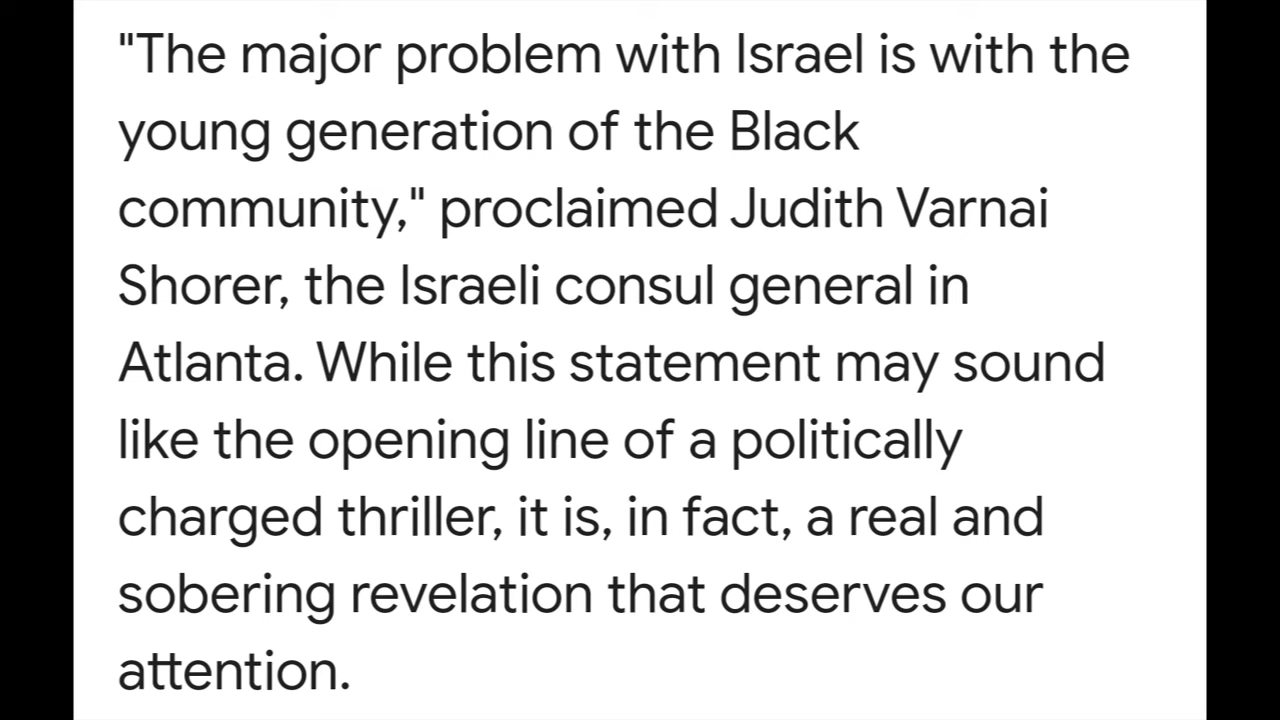 "The major problem with Israel is with the
young generation of the Black
community," proclaimed Judith Varnai
Shorer, the Israeli consul general in
Atlanta. While this statement may sound
like the opening line of a politically
charged thriller, it is, in fact, a real and
sobering revelation that deserves our
attention.